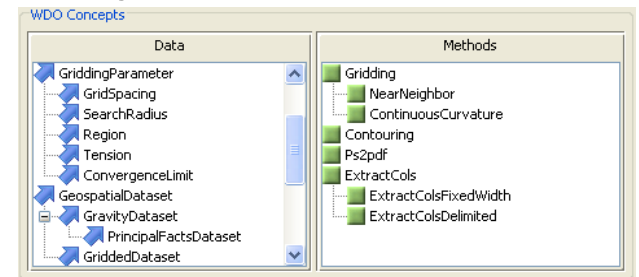 WDO Concepts
Data
GriddingParameter
GridSpacing
SearchRadius
Region
Tension
ConvergenceLimit
GeospatialDataset
GravityDataset
PrincipalFactsDataset
GriddedDataset
Methods
Gridding
NearNeighbor
ContinuousCurvature
Contouring
Ps2pdf
ExtractCols
ExtractColsFixedWidth
ExtractColsDelimited